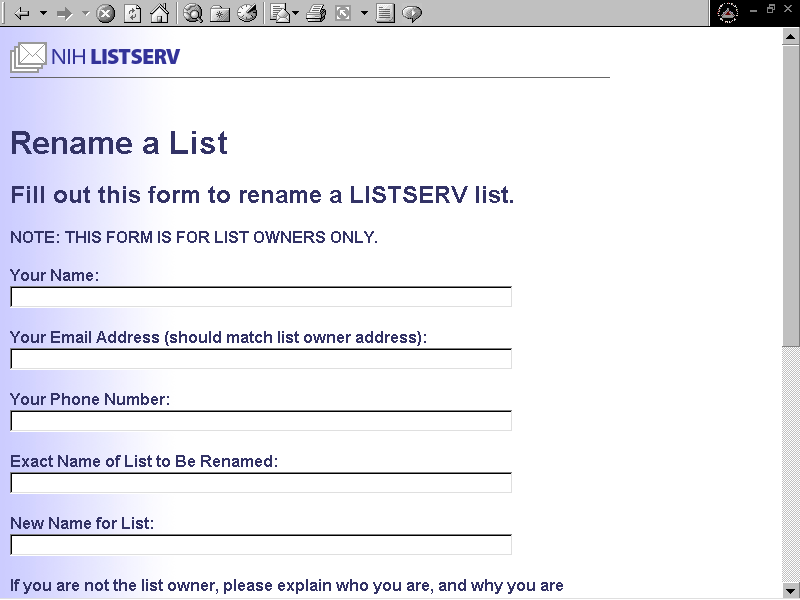 NIH LISTSERV
Rename a List
Fill out this form to rename a LISTSERV list.
NOTE: THIS FORM IS FOR LIST OWNERS ONLY.
Your Name:
Your Email Address (should match list owner address):
Your Phone Number:
Exact Name of List to Be Renamed:
New Name for List:
If you are not the list owner, please explain who you are, and why you are